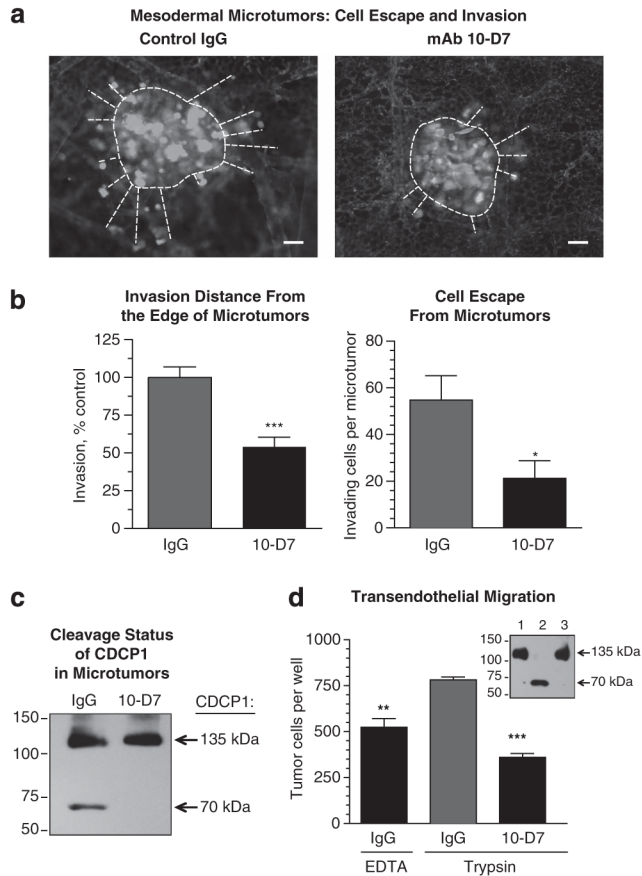 a
Mesodermal Microtumors: Cell Escape and Invasion
Control IgG
mAb 10-D7
b
Invasion Distance From
the Edge of Microtumors
Invasion, % control
125
100
75
50
25
0
***
IgG
10-D7
Cell Escape
From Microtumors
Invading cells per microtumor
80
60
40
20
0
*
IgG
10-D7
c
Cleavage Status
of CDCP1
in Microtumors
IgG 10-D7 CDCP1:
150
100
75
50
135 kDa
70 kDa
d
Transendothelial Migration
Tumor cells per well
1000
750
500
250
0
**
***
IgG IgG 10-D7
EDTA Trypsin
1 2 3
150
100
75
50
135 kDa
70 kDa